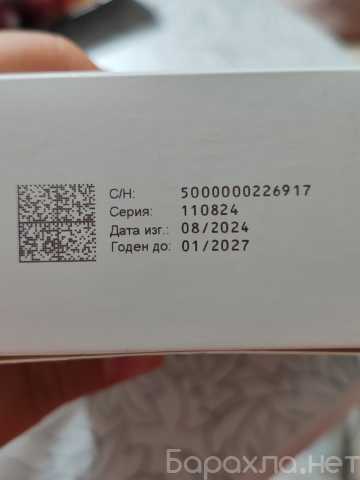 С/Н: 5000000226917
Серия: 110824
Дата изг.: 08/2024
Годен до: 01/2027
Барахла.нет